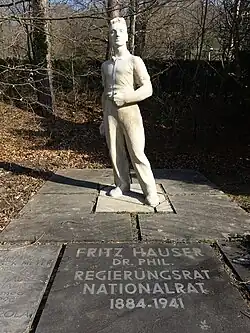 FRITZ HAUSER
DR. PHIL.
REGIERUNGSRAT
NATIONALRAT
1884-1941